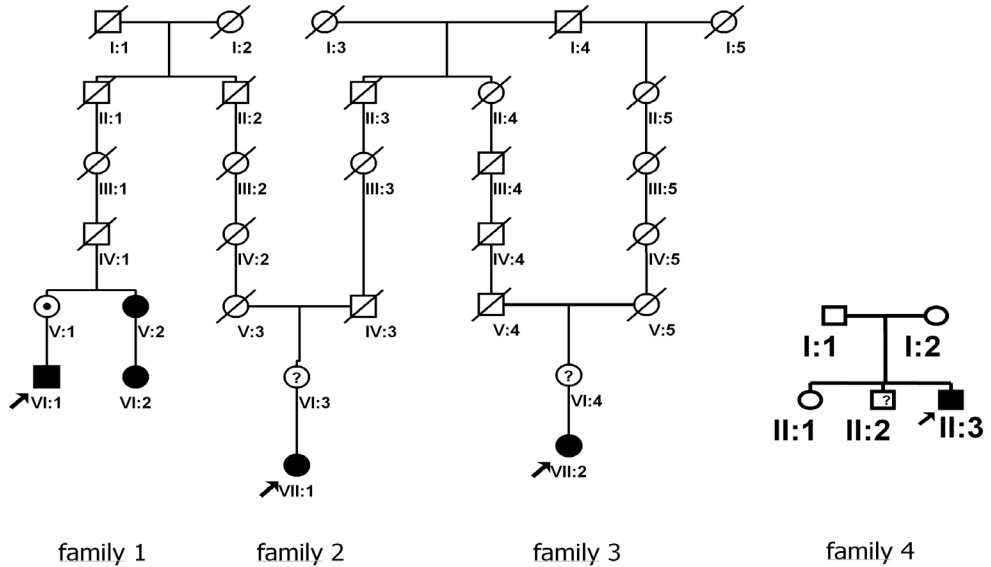 I:1 I:2 I:3 I:4 I:5
II:1 II:2 II:3 II:4 II:5
III:1 III:2 III:3 III:4 III:5
IV:1 IV:2 IV:4 IV:5
V:1 V:2 V:3 IV:3 V:4 V:5
I:1 I:2
VI:1 VI:2 ? VI:3 ? VI:4
? II:1 II:2 II:3
VII:1 VII:2
family 1 family 2 family 3 family 4